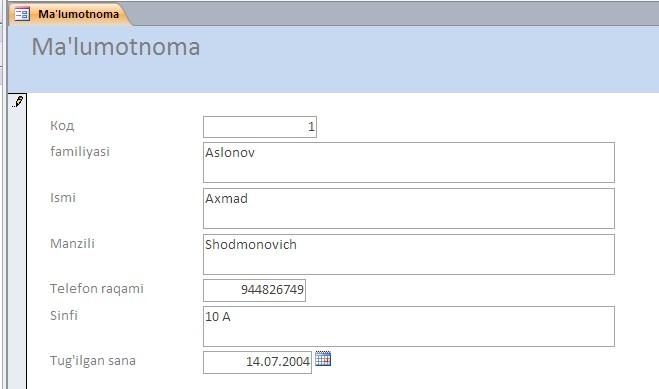 Ma'lumotnoma
Ma'lumotnoma
Код 1
familiyasi Aslonov
Ismi Axmad
Manzili Shodmonovich
Telefon raqami 944826749
Sinfi 10 A
Tug'ilgan sana 14.07.2004